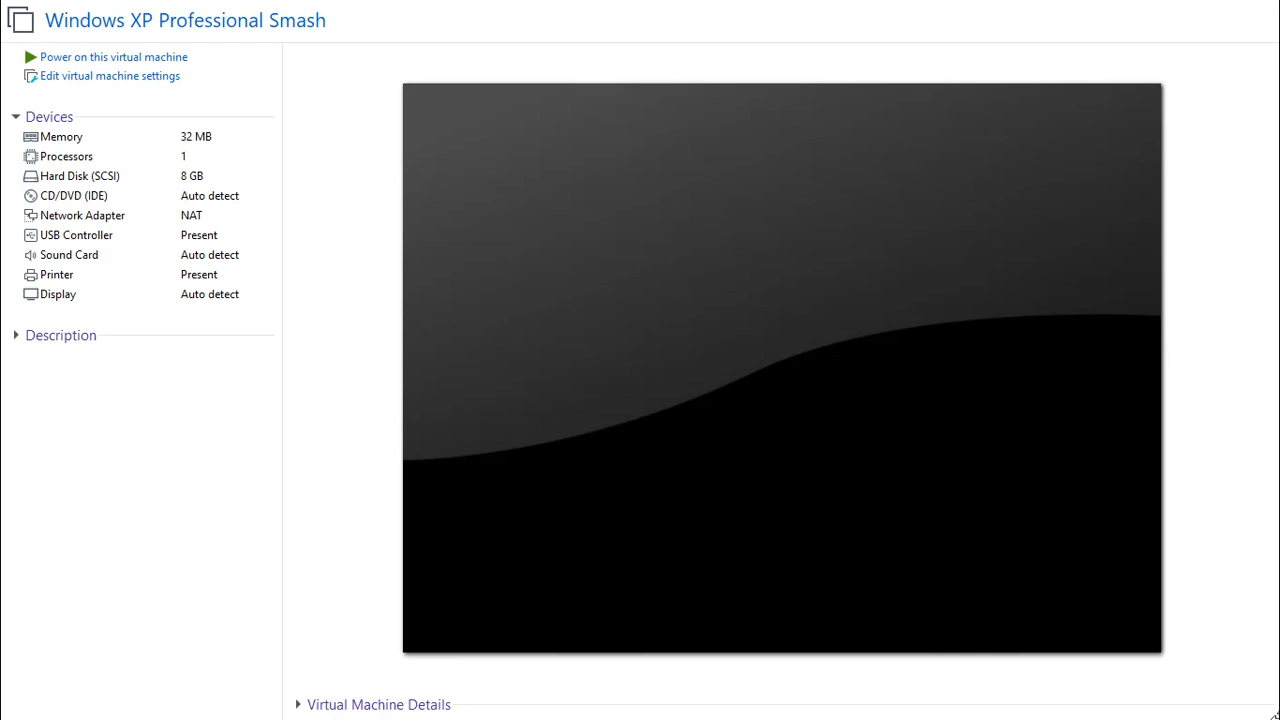 Windows XP Professional Smash
Power on this virtual machine
Edit virtual machine settings
Devices
Memory 32 MB
Processors 1
Hard Disk (SCSI) 8 GB
CD/DVD (IDE) Auto detect
Network Adapter NAT
USB Controller Present
Sound Card Auto detect
Printer Present
Display Auto detect
Description
Virtual Machine Details